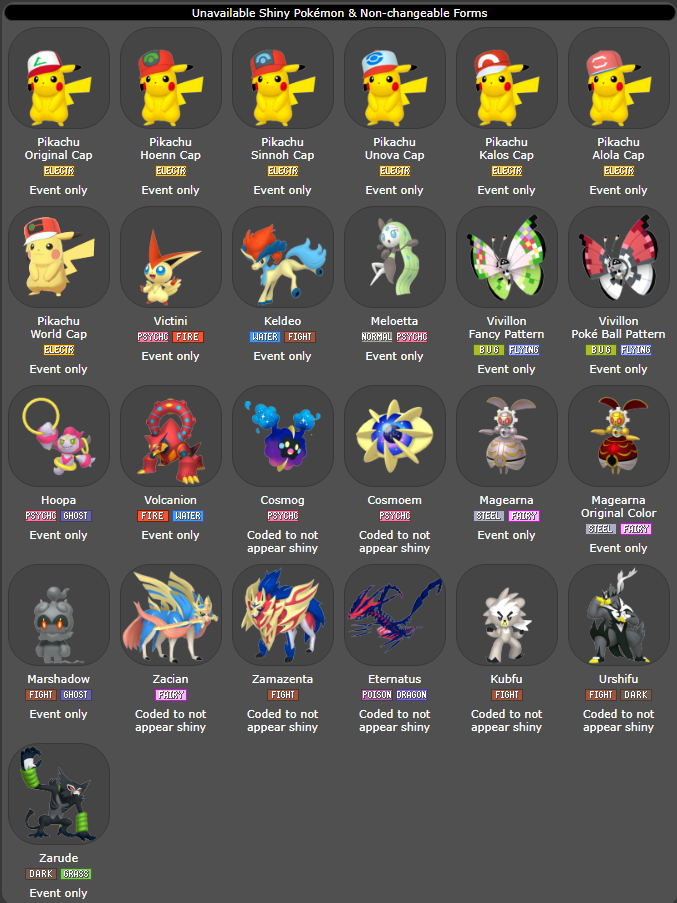 Unavailable Shiny Pokémon & Non-changeable Forms
Pikachu
Original Cap
ELECTR
Event only
Pikachu
Hoenn Cap
ELECTR
Event only
Pikachu
Sinnoh Cap
ELECTR
Event only
Pikachu
Unova Cap
ELECTR
Event only
Pikachu
Kalos Cap
ELECTR
Event only
Pikachu
Alola Cap
ELECTR
Event only
Pikachu
World Cap
ELECTR
Event only
Victini
PSYCHC FIRE
Event only
Keldeo
WATER FIGHT
Event only
Meloetta
NORMAL PSYCHC
Event only
Vivillon
Fancy Pattern
BUG FLYING
Event only
Vivillon
Poké Ball Pattern
BUG FLYING
Event only
Hoopa
PSYCHC GHOST
Event only
Volcanion
FIRE WATER
Event only
Cosmog
PSYCHC
Coded to not
appear shiny
Cosmoem
PSYCHC
Coded to not
appear shiny
Magearna
STEEL FAIRY
Event only
Magearna
Original Color
STEEL FAIRY
Event only
Marshadow
FIGHT GHOST
Event only
Zacian
FAIRY
Coded to not
appear shiny
Zamazenta
FIGHT
Coded to not
appear shiny
Eternatus
POISON DRAGON
Coded to not
appear shiny
Kubfu
FIGHT
Coded to not
appear shiny
Urshifu
FIGHT DARK
Coded to not
appear shiny
Zarude
DARK GRASS
Event only